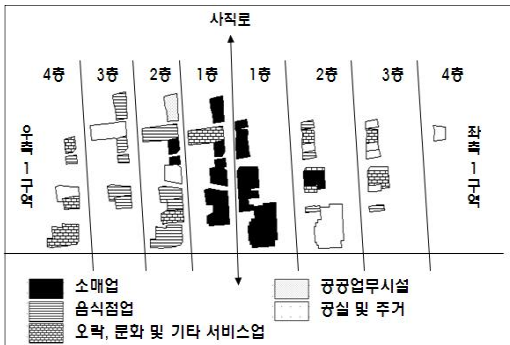 사직로
4층 3층 2층 1층 1층 2층 3층 4층
우측 1 구역
좌측 1 구역
소매업
음식점업
오락, 문화 및 기타 서비스업
공공업무시설
공실 및 주거